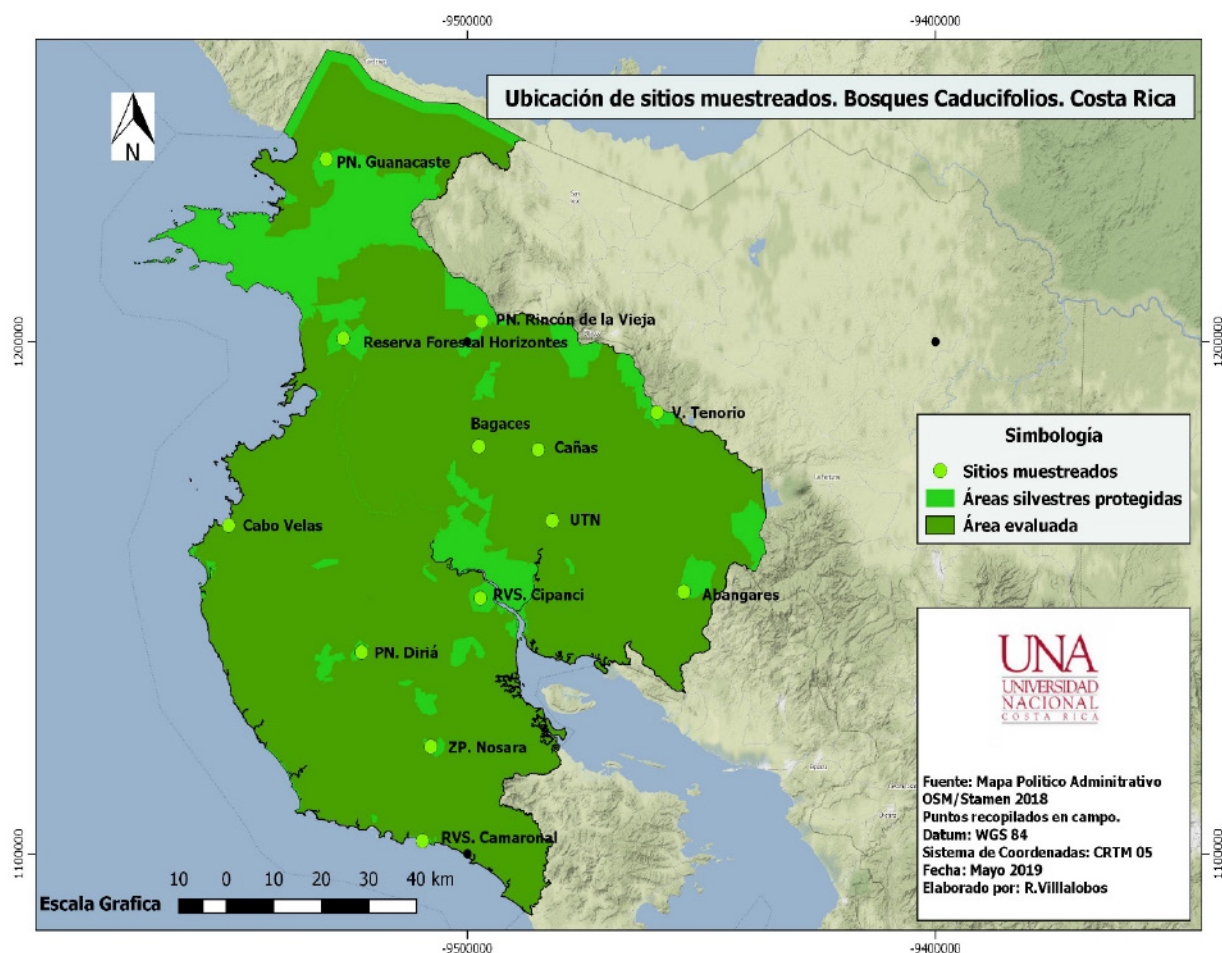 -9500000
-9400000
Ubicación de sitios muestreados. Bosques Caducifolios. Costa Rica
N
PN. Guanacaste
PN. Rincón de la Vieja
Reserva Forestal Horizontes
1200000
1200000
V. Tenorio
Bagaces
Cañas
Simbología
Sitios muestreados
Áreas silvestres protegidas
Área evaluada
Cabo Velas
UTN
RVS. Cipanci
Abangares
PN. Diriá
UNA
UNIVERSIDAD
NACIONAL
COSTA RICA
ZP. Nosara
Fuente: Mapa Politico Adminitrativo
OSM/Stamen 2018
Puntos recopilados en campo.
Datum: WGS 84
Sistema de Coordenadas: CRTM 05
Fecha: Mayo 2019
Elaborado por: R.Villlalobos
RVS. Camaronal
1100000
1100000
10 0 10 20 30 40 km
Escala Grafica
-9500000
-9400000